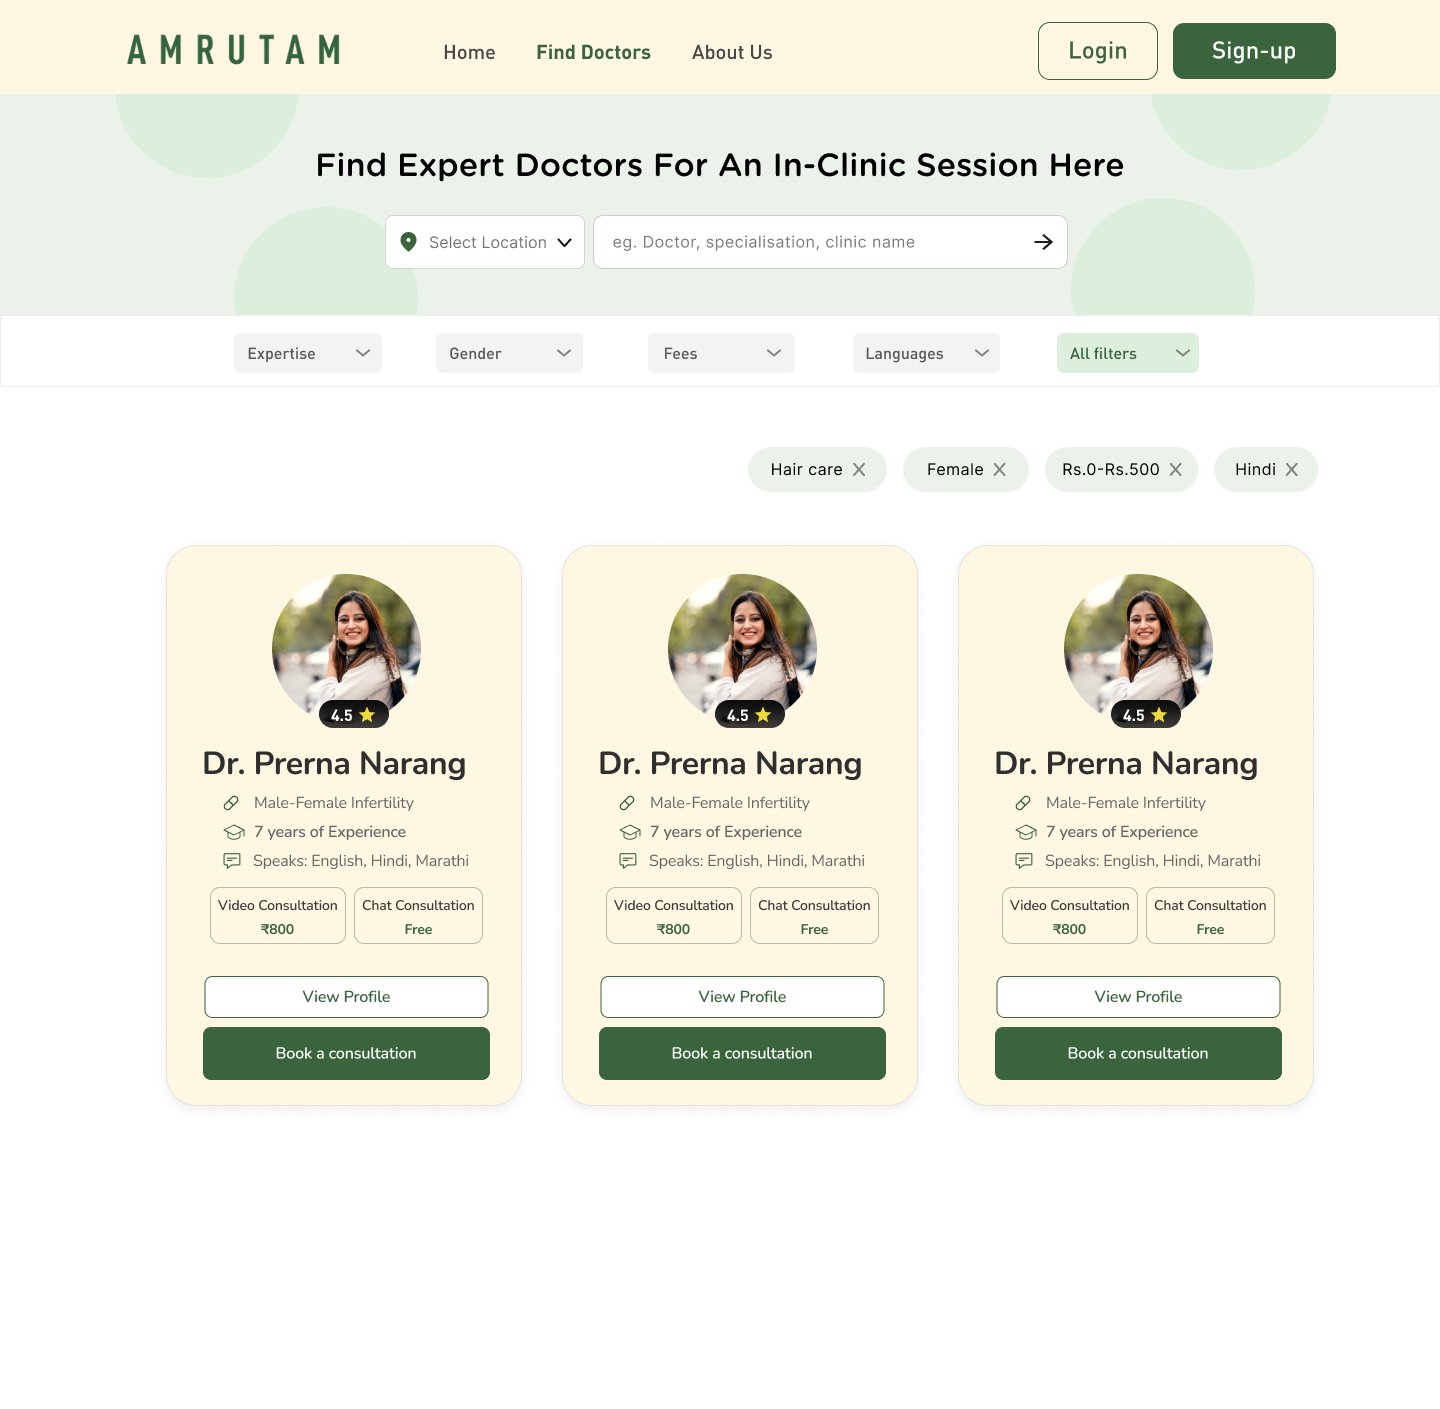 AMRUTAM
Home Find Doctors About Us
Login Sign-up
Find Expert Doctors For An In-Clinic Session Here
Select Location eg. Doctor, specialisation, clinic name
Expertise Gender Fees Languages All filters
Hair care Female Rs.0-Rs.500 Hindi
4.5
Dr. Prerna Narang
Male-Female Infertility
7 years of Experience
Speaks: English, Hindi, Marathi
Video Consultation Chat Consultation
₹800 Free
View Profile
Book a consultation
4.5
Dr. Prerna Narang
Male-Female Infertility
7 years of Experience
Speaks: English, Hindi, Marathi
Video Consultation Chat Consultation
₹800 Free
View Profile
Book a consultation
4.5
Dr. Prerna Narang
Male-Female Infertility
7 years of Experience
Speaks: English, Hindi, Marathi
Video Consultation Chat Consultation
₹800 Free
View Profile
Book a consultation